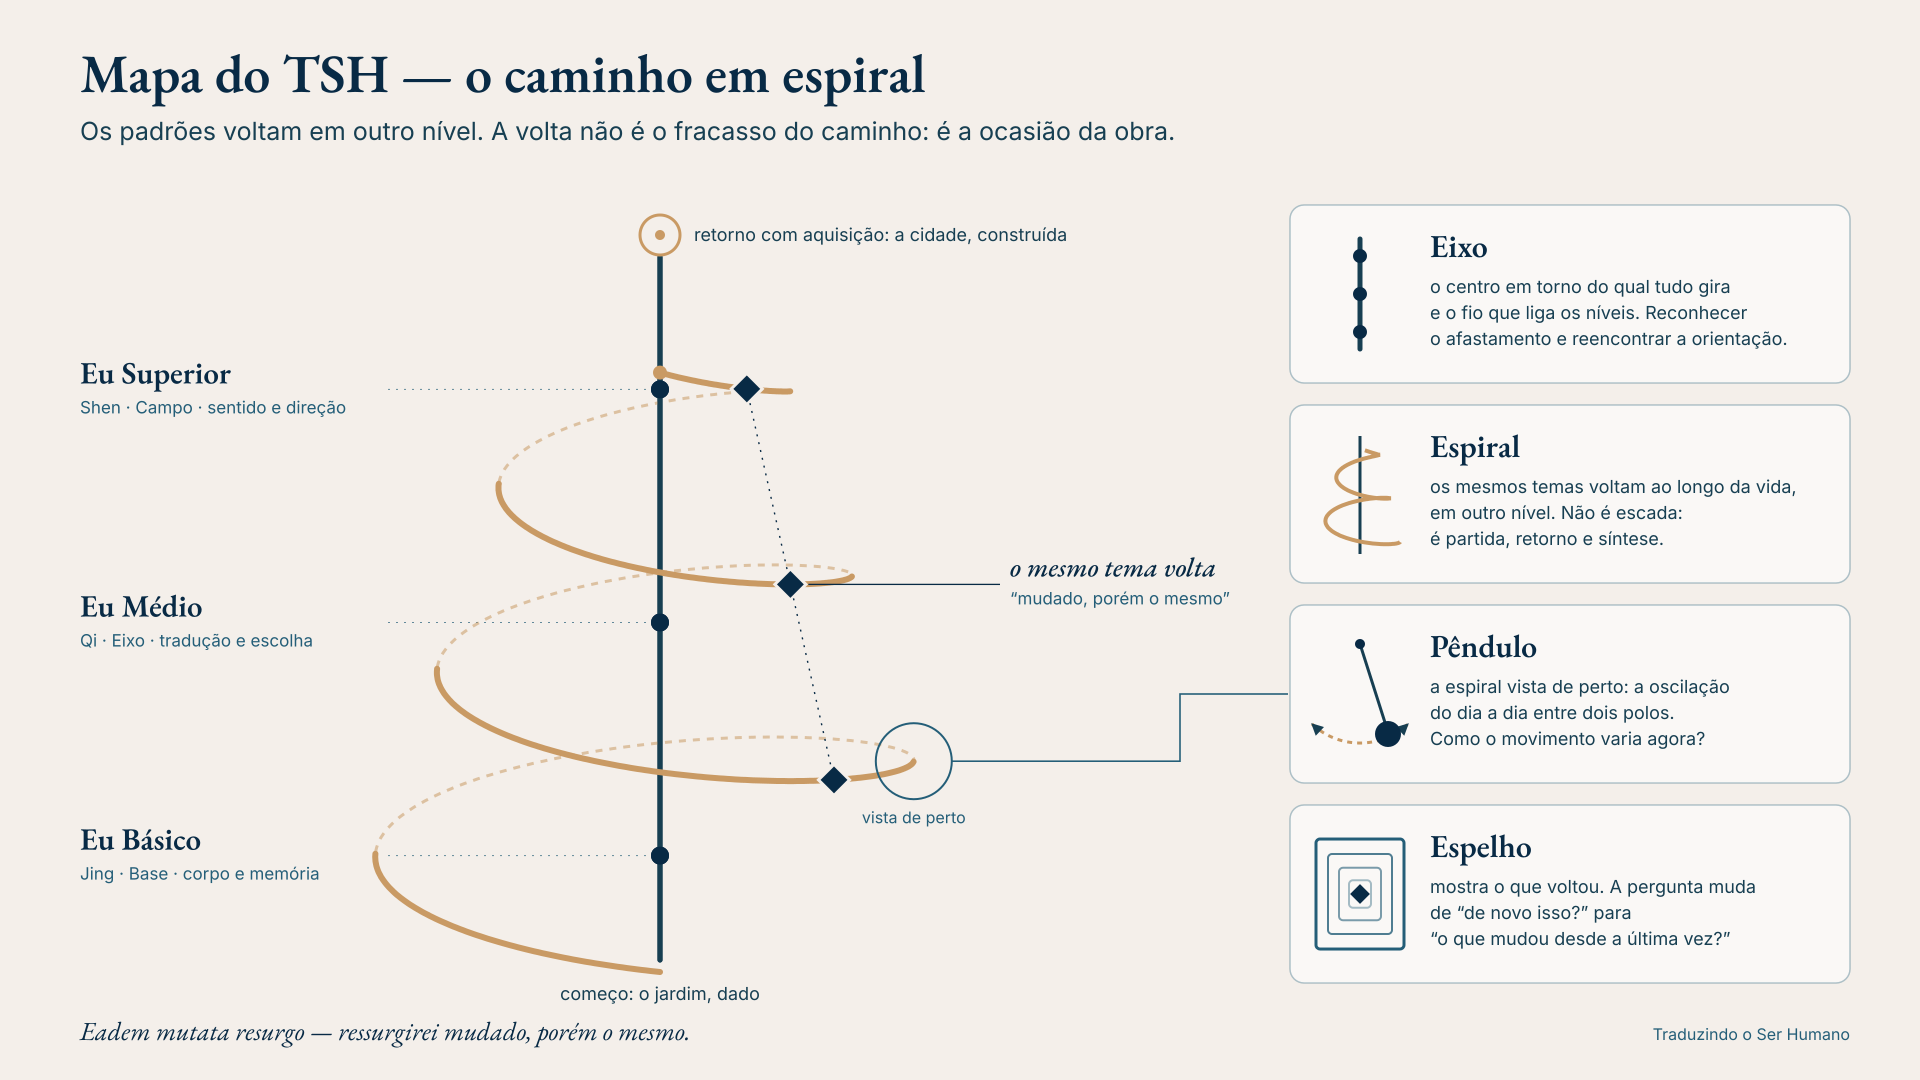 Mapa do TSH — o caminho em espiral
Os padrões voltam em outro nível. A volta não é o fracasso do caminho: é a ocasião da obra.
retorno com aquisição: a cidade, construída
Eu Superior
Shen · Campo · sentido e direção
o mesmo tema volta
“mudado, porém o mesmo”
Eu Médio
Qi · Eixo · tradução e escolha
vista de perto
Eu Básico
Jing · Base · corpo e memória
começo: o jardim, dado
Eixo
o centro em torno do qual tudo gira
e o fio que liga os níveis. Reconhecer
o afastamento e reencontrar a orientação.
Espiral
os mesmos temas voltam ao longo da vida,
em outro nível. Não é escada:
é partida, retorno e síntese.
Pêndulo
a espiral vista de perto: a oscilação
do dia a dia entre dois polos.
Como o movimento varia agora?
Espelho
mostra o que voltou. A pergunta muda
de “de novo isso?” para
“o que mudou desde a última vez?”
Eadem mutata resurgo — ressurgirei mudado, porém o mesmo.
Traduzindo o Ser Humano